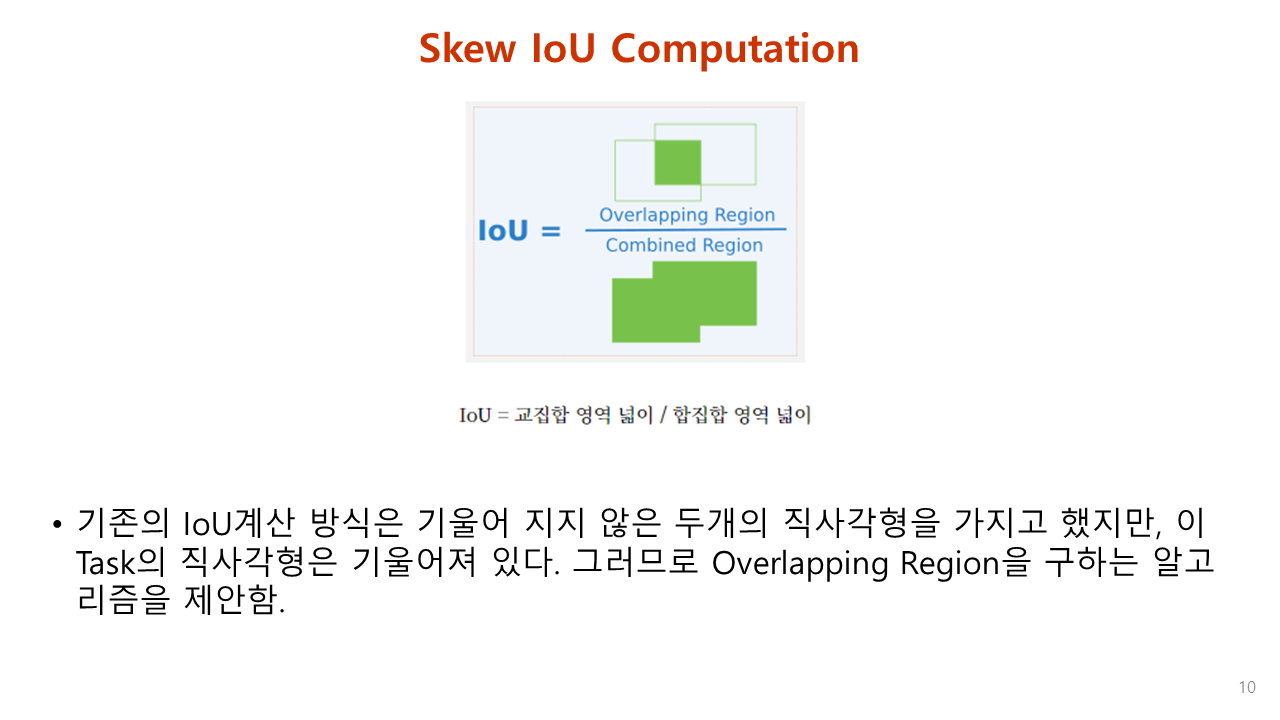 Skew IoU Computation
Overlapping Region
IoU =
Combined Region
IoU = 교집합 영역 넓이 / 합집합 영역 넓이
• 기존의 IoU계산 방식은 기울어 지지 않은 두개의 직사각형을 가지고 했지만, 이
Task의 직사각형은 기울어져 있다. 그러므로 Overlapping Region을 구하는 알고
리즘을 제안함.
10